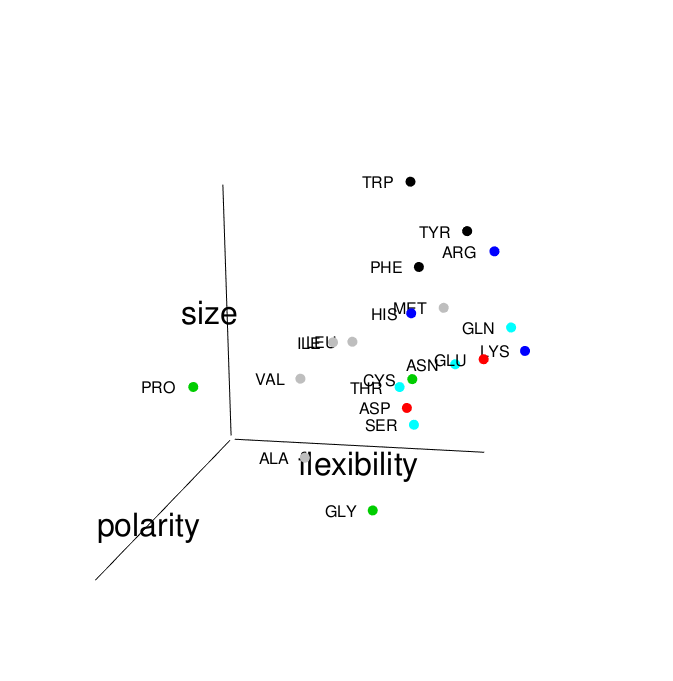 TRP
TYR
ARG
PHE
MET
HIS
size
GLN
ILE
LEU
LYS
GLU
ASN
VAL
CYS
PRO
THR
ASP
SER
ALA
flexibility
GLY
polarity